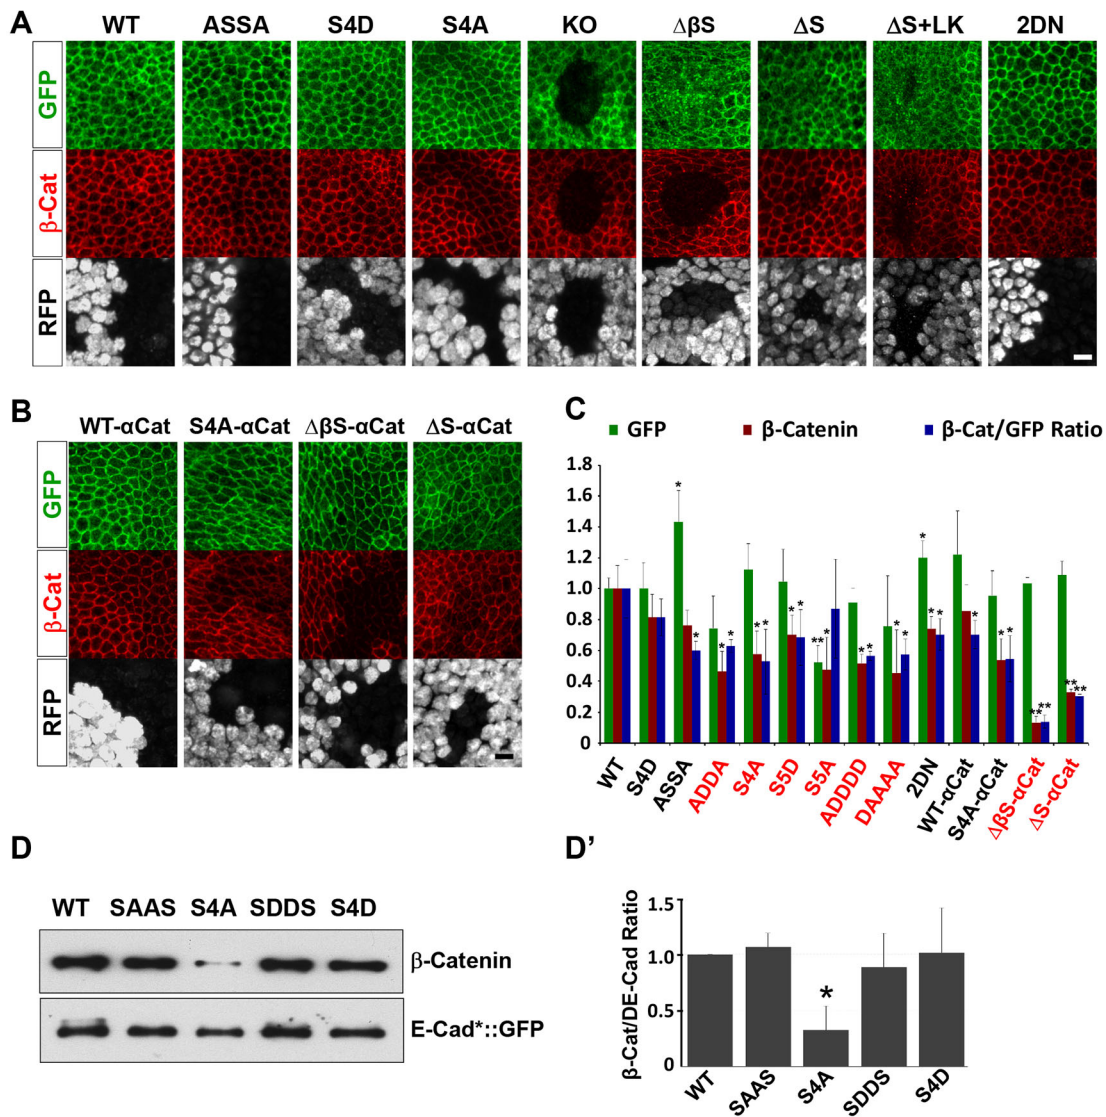 A
WT ASSA S4D S4A KO ΔβS ΔS ΔS+LK 2DN
GFP
β-Cat
RFP
B
WT-αCat S4A-αCat ΔβS-αCat ΔS-αCat
GFP
β-Cat
RFP
C
GFP β-Catenin β-Cat/GFP Ratio
1.8
1.6
1.4
1.2
1.0
0.8
0.6
0.4
0.2
0
* * * * * * * * * ** * * * * * * * * * * * ** ** ** **
WT S4D ASSA ADDA S4A S5D S5A ADDDD DAAAA 2DN WT-αCat S4A-αCat ΔβS-αCat ΔS-αCat
D
WT SAAS S4A SDDS S4D
β-Catenin
E-Cad*::GFP
D'
β-Cat/DE-Cad Ratio
1.5
1.0
0.5
0
*
WT SAAS S4A SDDS S4D